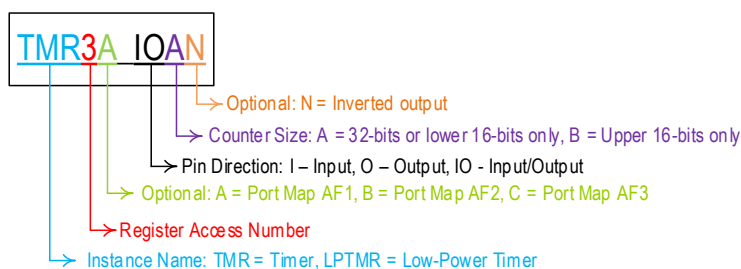 TMR3A_IOAN
Optional: N = Inverted output
Counter Size: A = 32-bits or lower 16-bits only, B = Upper 16-bits only
Pin Direction: I – Input, O – Output, IO - Input/Output
Optional: A = Port Map AF1, B = Port Map AF2, C = Port Map AF3
Register Access Number
Instance Name: TMR = Timer, LPTMR = Low-Power Timer